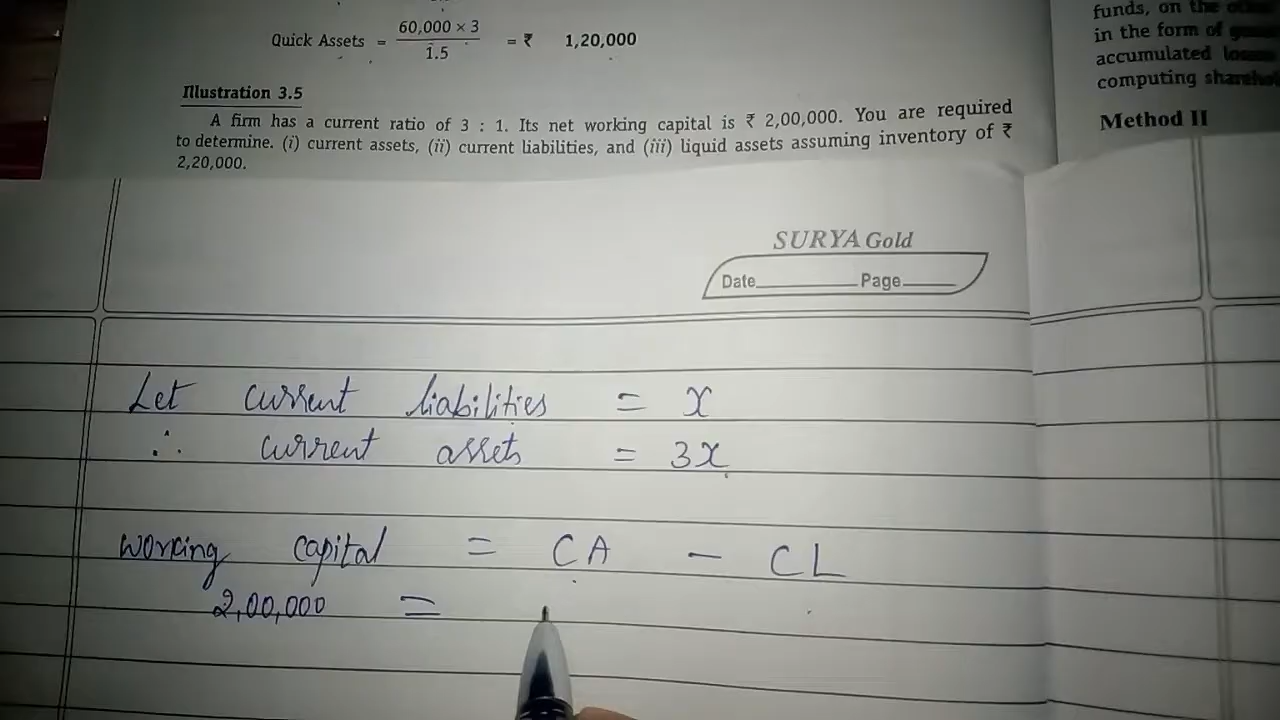 Quick Assets = 60,000 × 3 / 1.5 = ₹ 1,20,000
Illustration 3.5
A firm has a current ratio of 3 : 1. Its net working capital is ₹ 2,00,000. You are required
to determine. (i) current assets, (ii) current liabilities, and (iii) liquid assets assuming inventory of ₹
2,20,000.
funds, on the
in the form of
accumulated
computing
Method II
SURYA Gold
Date Page
Let current liabilities = x
∴ current assets = 3x
Working capital = CA - CL
2,00,000 =